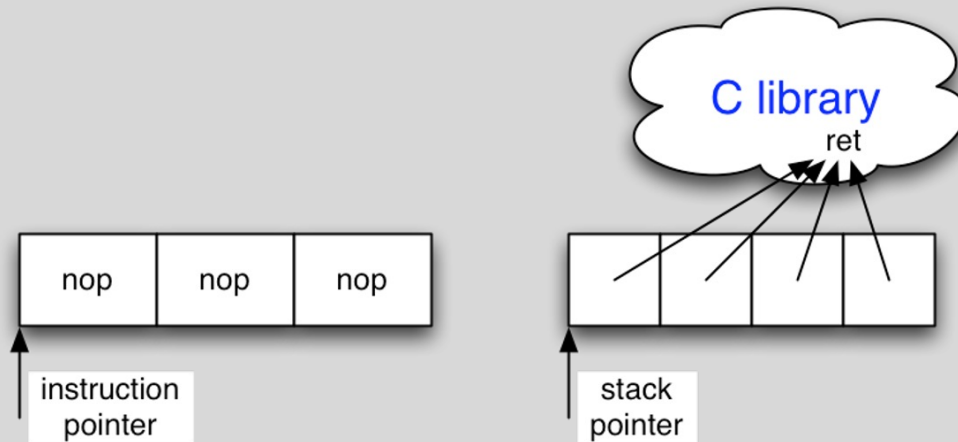 C library
ret
nop nop nop
instruction
pointer
stack
pointer